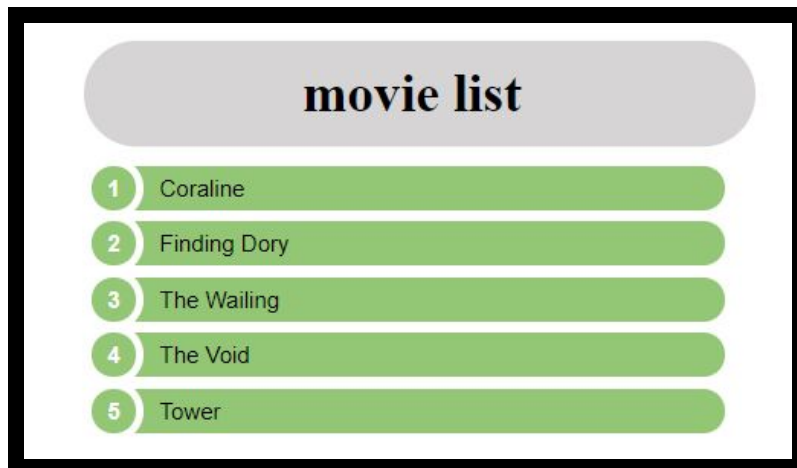 movie list
1 Coraline
2 Finding Dory
3 The Wailing
4 The Void
5 Tower